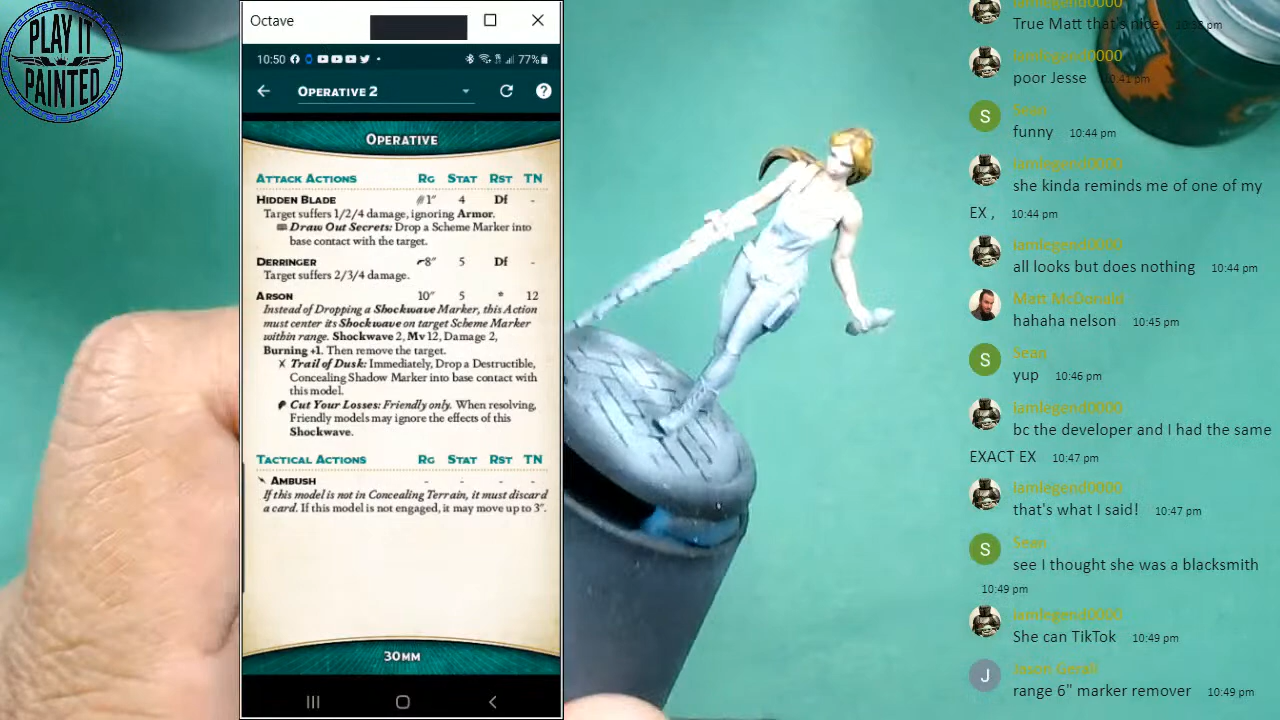 PLAY IT
PAINTED
Octave
10:50
77%
OPERATIVE 2
OPERATIVE
ATTACK ACTIONS RG STAT RST TN
HIDDEN BLADE 1" 4 Df -
Target suffers 1/2/4 damage, ignoring Armor.
Draw Out Secrets: Drop a Scheme Marker into
base contact with the target.
DERRINGER 8" 5 Df -
Target suffers 2/3/4 damage.
ARSON 10" 5 * 12
Instead of Dropping a Shockwave Marker, this Action
must center its Shockwave on target Scheme Marker
within range. Shockwave 2, Mv 12, Damage 2,
Burning +1. Then remove the target.
Trail of Dusk: Immediately, Drop a Destructible,
Concealing Shadow Marker into base contact with
this model.
Cut Your Losses: Friendly only. When resolving,
Friendly models may ignore the effects of this
Shockwave.
TACTICAL ACTIONS RG STAT RST TN
AMBUSH - - - -
If this model is not in Concealing Terrain, it must discard
a card. If this model is not engaged, it may move up to 3".
30MM
iamlegend0000
True Matt that's nice 10:36 pm
iamlegend0000
poor Jesse 10:41 pm
S
Sean
funny 10:44 pm
iamlegend0000
she kinda reminds me of one of my
EX , 10:44 pm
iamlegend0000
all looks but does nothing 10:44 pm
Matt McDonald
hahaha nelson 10:45 pm
S
Sean
yup 10:46 pm
iamlegend0000
bc the developer and I had the same
EXACT EX 10:47 pm
iamlegend0000
that's what I said! 10:47 pm
S
Sean
see I thought she was a blacksmith
10:49 pm
iamlegend0000
She can TikTok 10:49 pm
J
Jason
range 6" marker remover 10:49 pm